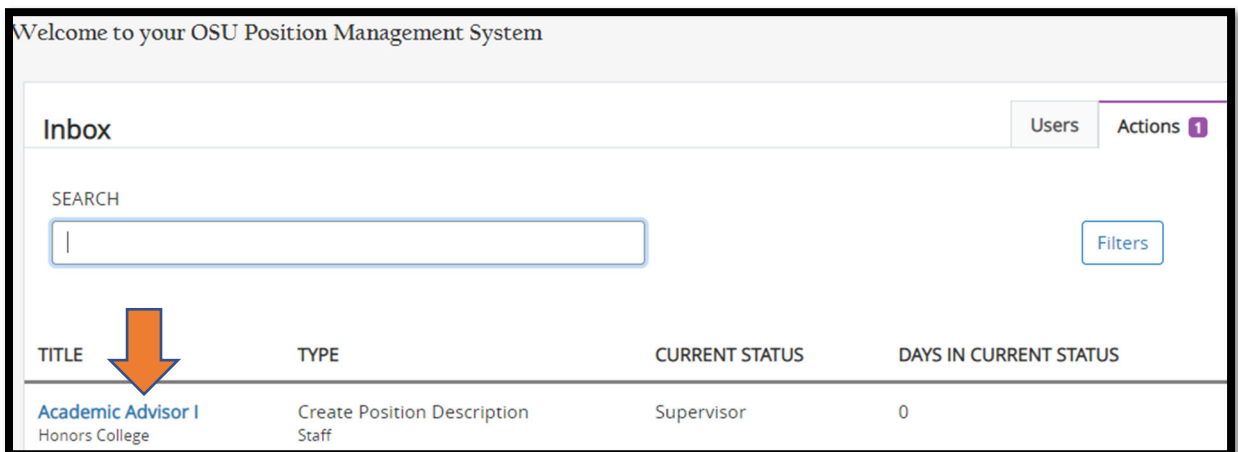 Welcome to your OSU Position Management System
Inbox
Users
Actions 1
SEARCH
Filters
TITLE TYPE CURRENT STATUS DAYS IN CURRENT STATUS
Academic Advisor I Create Position Description Supervisor 0
Honors College Staff